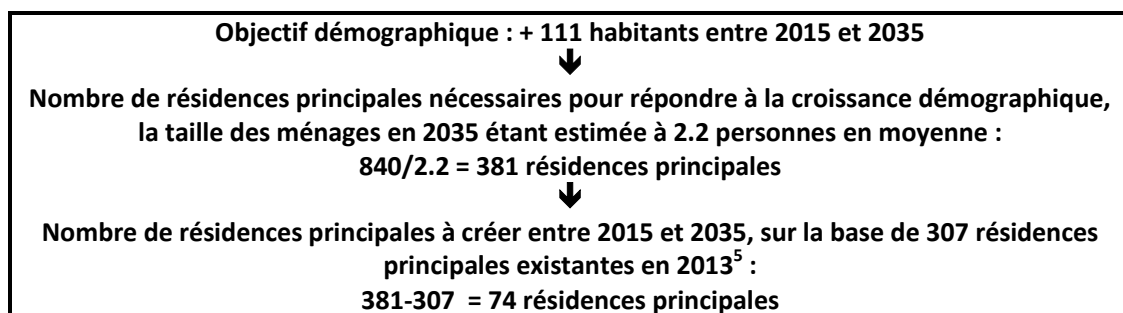 Objectif démographique : + 111 habitants entre 2015 et 2035
🡻
Nombre de résidences principales nécessaires pour répondre à la croissance démographique,
la taille des ménages en 2035 étant estimée à 2.2 personnes en moyenne :
840/2.2 = 381 résidences principales
🡻
Nombre de résidences principales à créer entre 2015 et 2035, sur la base de 307 résidences
principales existantes en 2013⁵ :
381-307 = 74 résidences principales